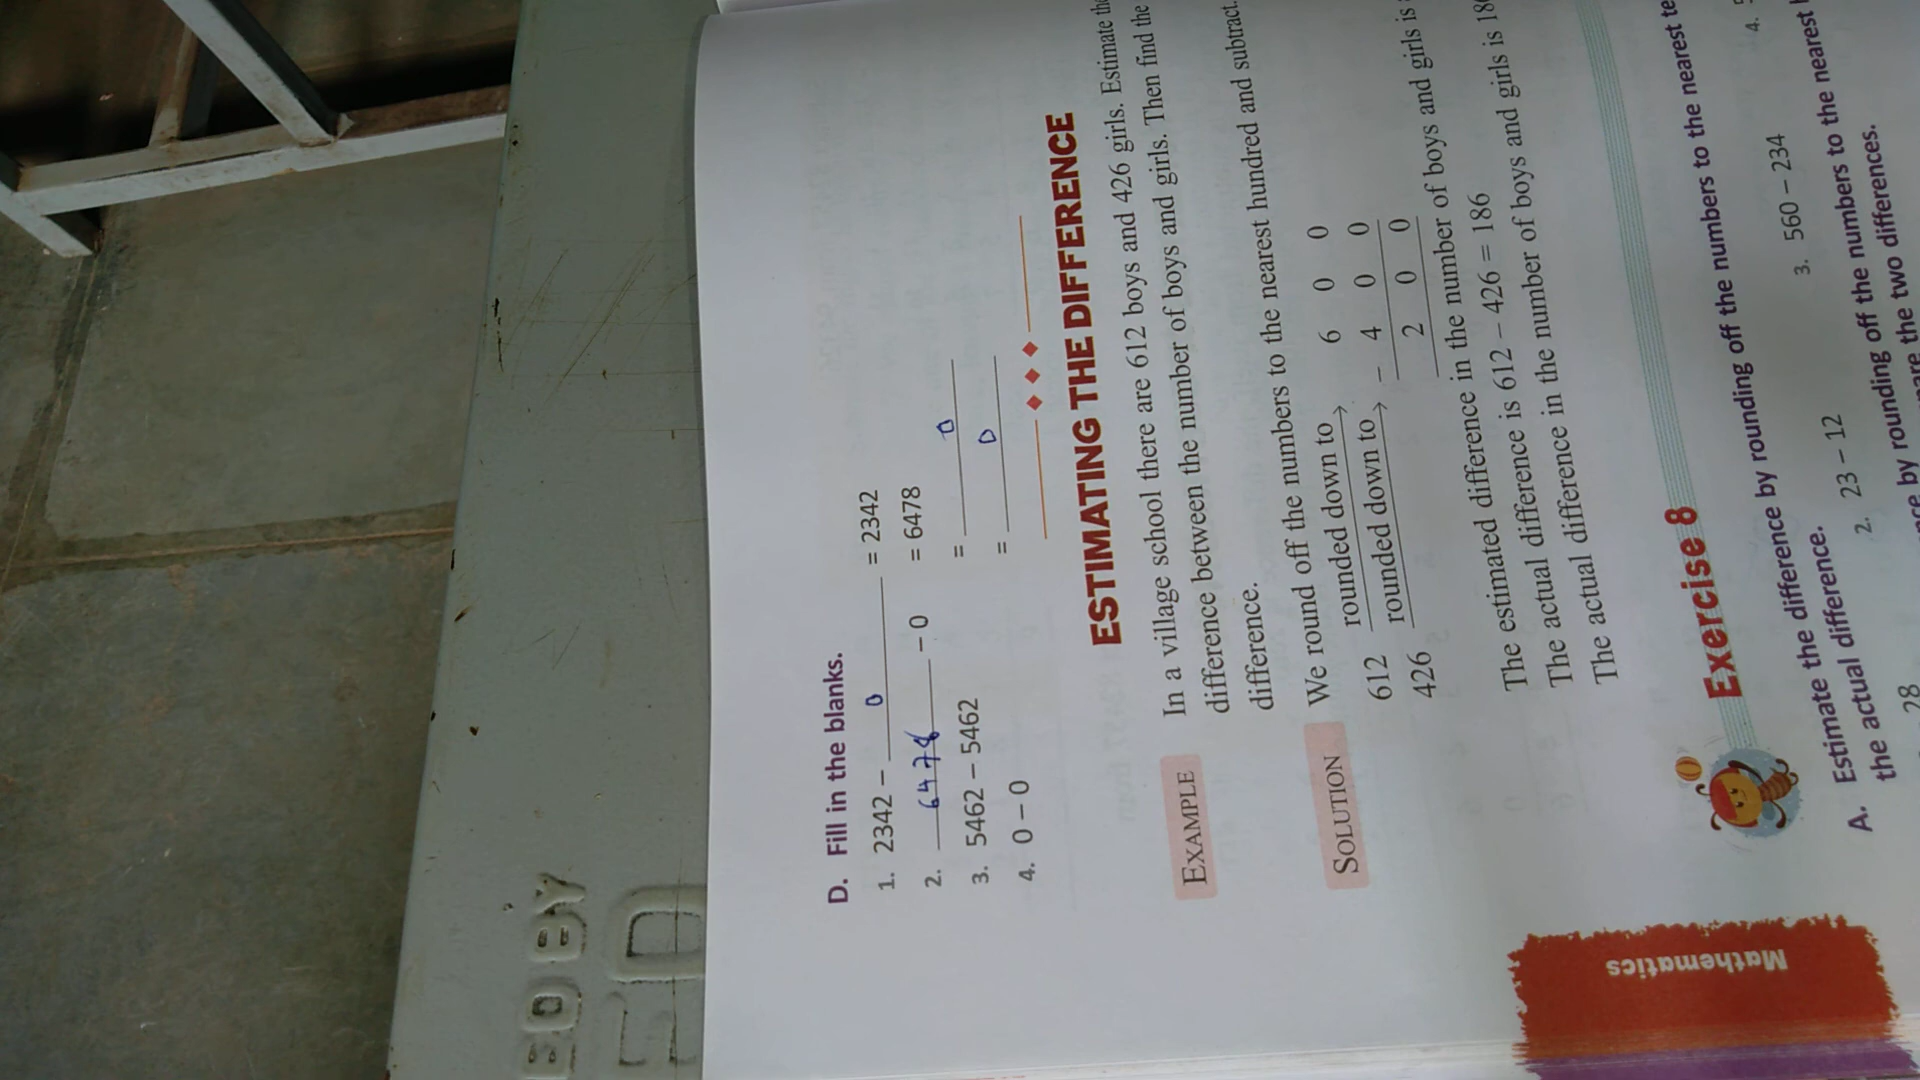 D. Fill in the blanks.
1. 2342 – 0 = 2342
2. 6478 – 0 = 6478
3. 5462 – 5462 = 0
4. 0 – 0 = 0
ESTIMATING THE DIFFERENCE
EXAMPLE In a village school there are 612 boys and 426 girls. Estimate the
difference between the number of boys and girls. Then find the
difference.
SOLUTION We round off the numbers to the nearest hundred and subtract.
612 rounded down to 6 0 0
426 rounded down to – 4 0 0
2 0 0
The estimated difference in the number of boys and girls is
The actual difference is 612 – 426 = 186
The actual difference in the number of boys and girls is 186
Exercise 8
A. Estimate the difference by rounding off the numbers to the nearest
the actual difference.
28 2. 23 – 12 3. 560 – 234 4.
by rounding off the numbers to the nearest
the two differences.
Mathematics
ED BY